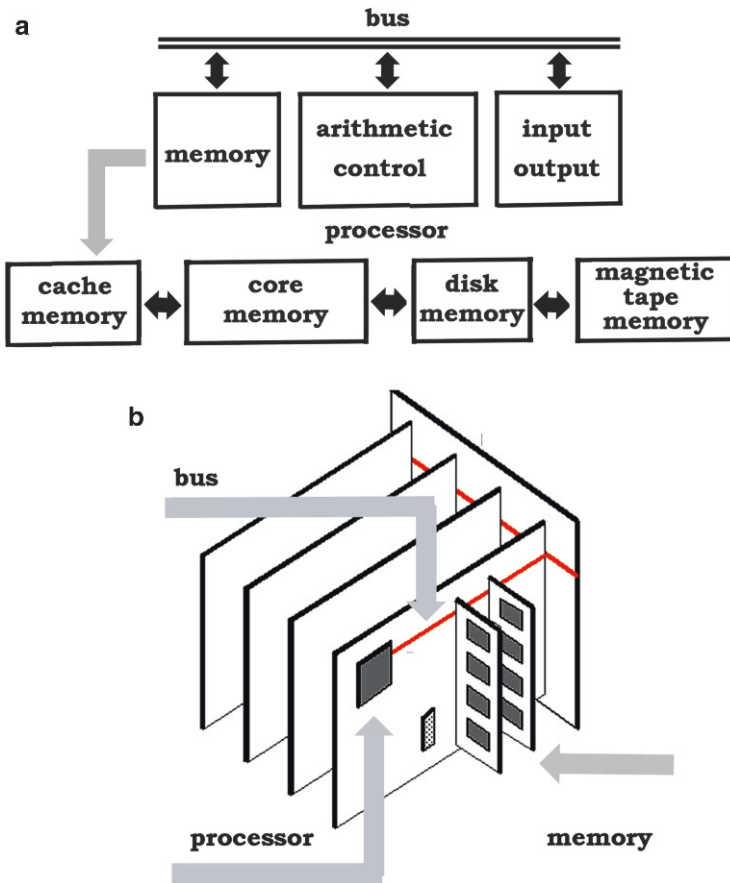 a
bus
memory
arithmetic
control
input
output
processor
cache
memory
core
memory
disk
memory
magnetic
tape
memory
b
bus
processor
memory